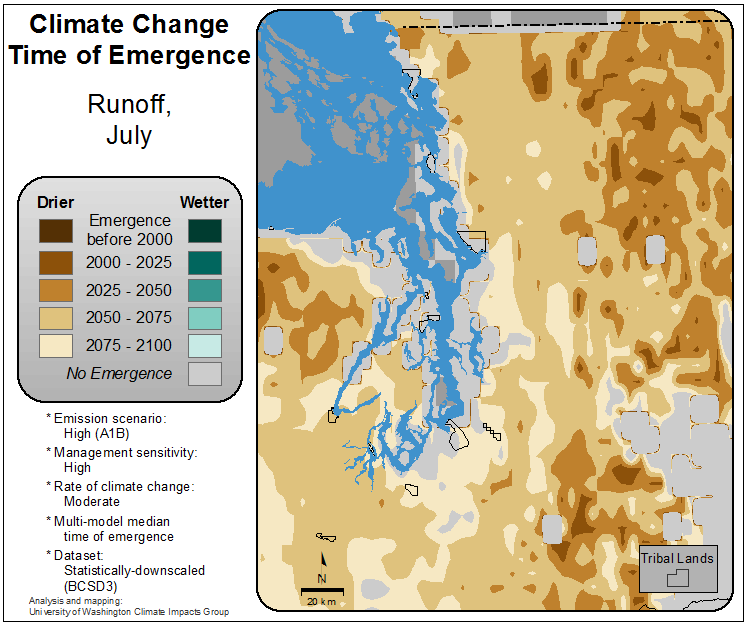 Climate Change
Time of Emergence
Runoff,
July
Drier
Wetter
Emergence
before 2000
2000 - 2025
2025 - 2050
2050 - 2075
2075 - 2100
No Emergence
* Emission scenario:
High (A1B)
* Management sensitivity:
High
* Rate of climate change:
Moderate
* Multi-model median
time of emergence
* Dataset:
Statistically-downscaled
(BCSD3)
Analysis and mapping:
University of Washington Climate Impacts Group
N
20 km
Tribal Lands